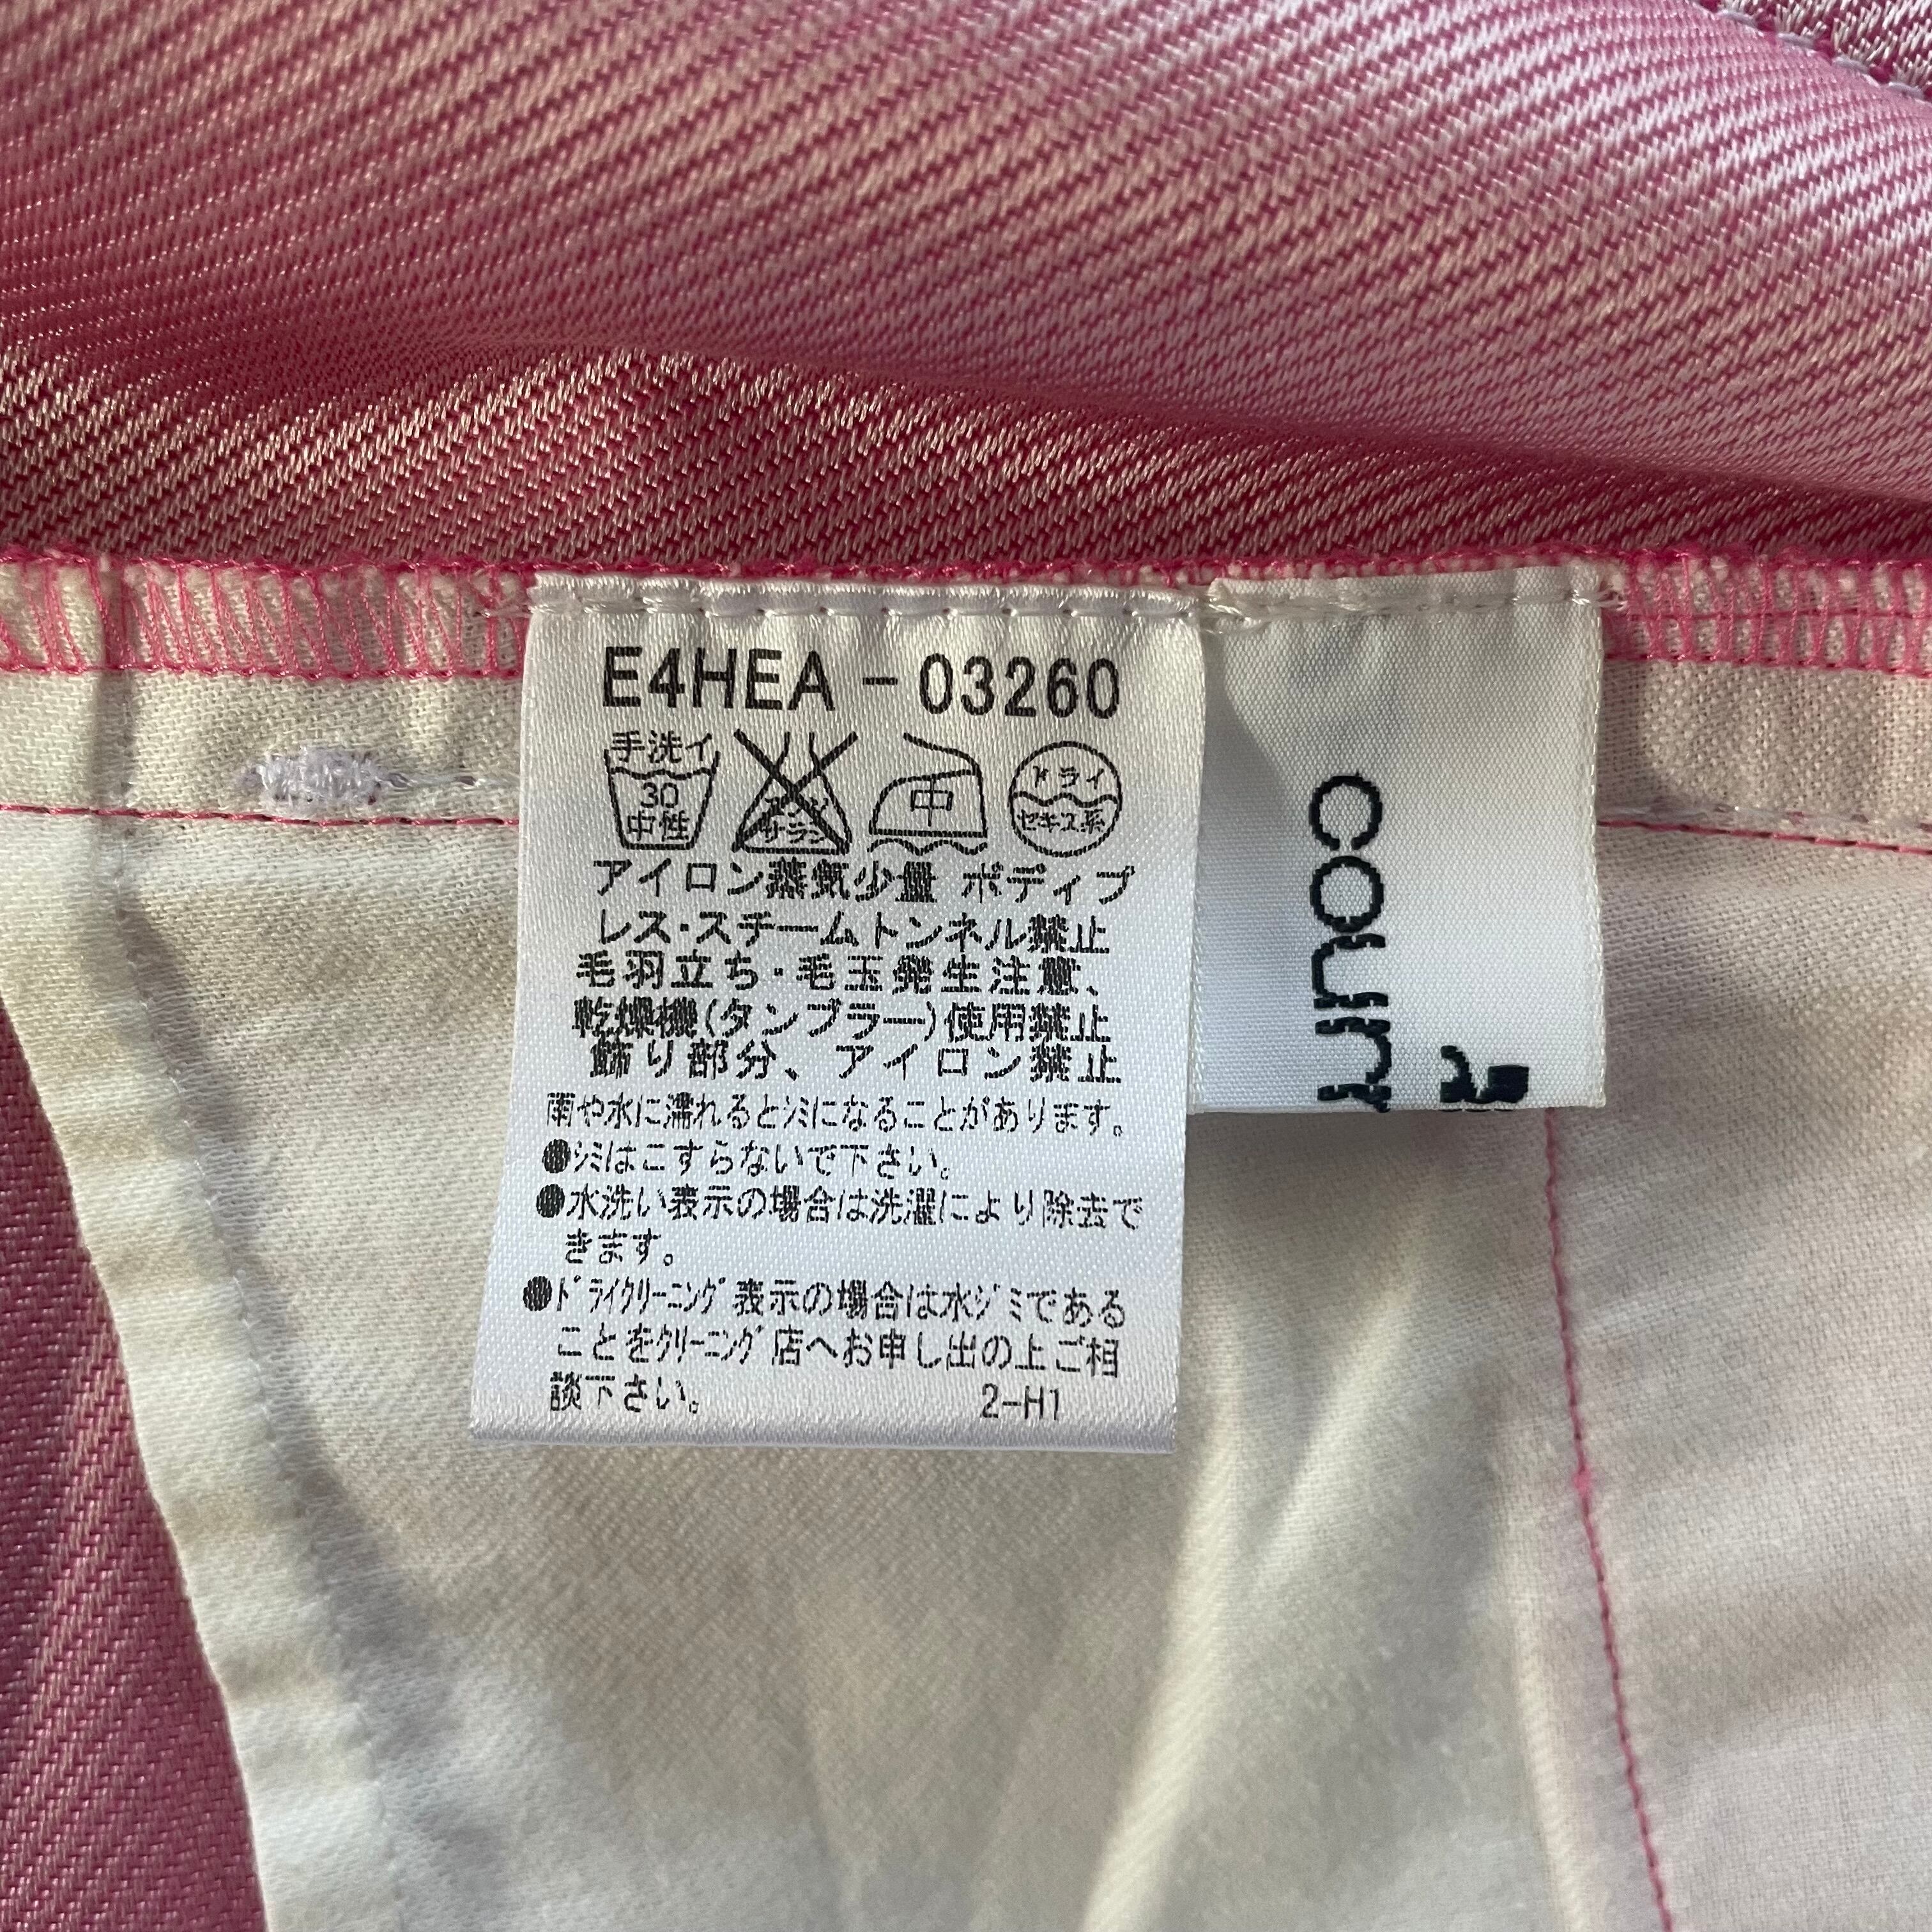 E4HEA-03260
手洗イ
30
中性
エンソ
サラシ
中
ドライ
セキユ系
アイロン蒸気少量 ボディプ
レス・スチームトンネル禁止
毛羽立ち・毛玉発生注意、
乾燥機(タンブラー)使用禁止
飾り部分、アイロン禁止
雨や水に濡れるとｼﾐになることがあります。
●ｼﾐはこすらないで下さい。
●水洗い表示の場合は洗濯により除去で
きます。
●ﾄﾞﾗｲｸﾘｰﾆﾝｸﾞ表示の場合は水ｼﾞﾐである
ことをｸﾘｰﾆﾝｸﾞ店へお申し出の上ご相
談下さい。 2-H1
cour